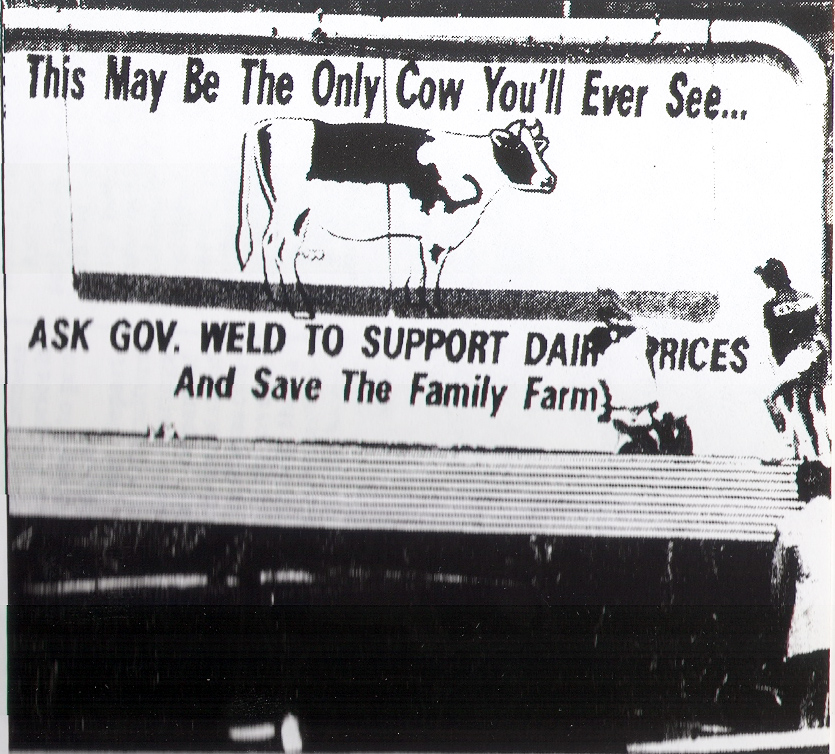 This May Be The Only Cow You'll Ever See...
ASK GOV. WELD TO SUPPORT DAIR PRICES
And Save The Family Farm